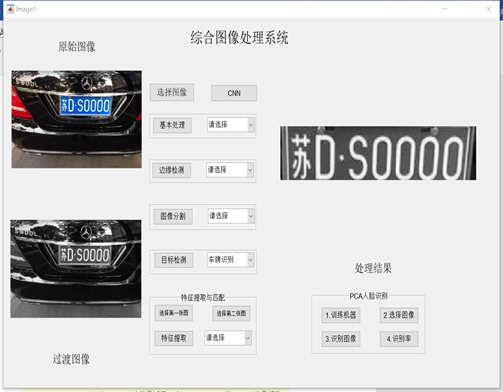 Image1
综合图像处理系统
原始图像
苏D·S0000
选择图像
CNN
基本处理
请选择
边缘检测
请选择
图像分割
请选择
目标检测
车牌识别
特征提取与匹配
选择第一张图
选择第二张图
特征提取
请选择
苏D·S0000
过渡图像
苏D·S0000
处理结果
PCA人脸识别
1.训练机器
2.选择图像
3.识别图像
4.识别率